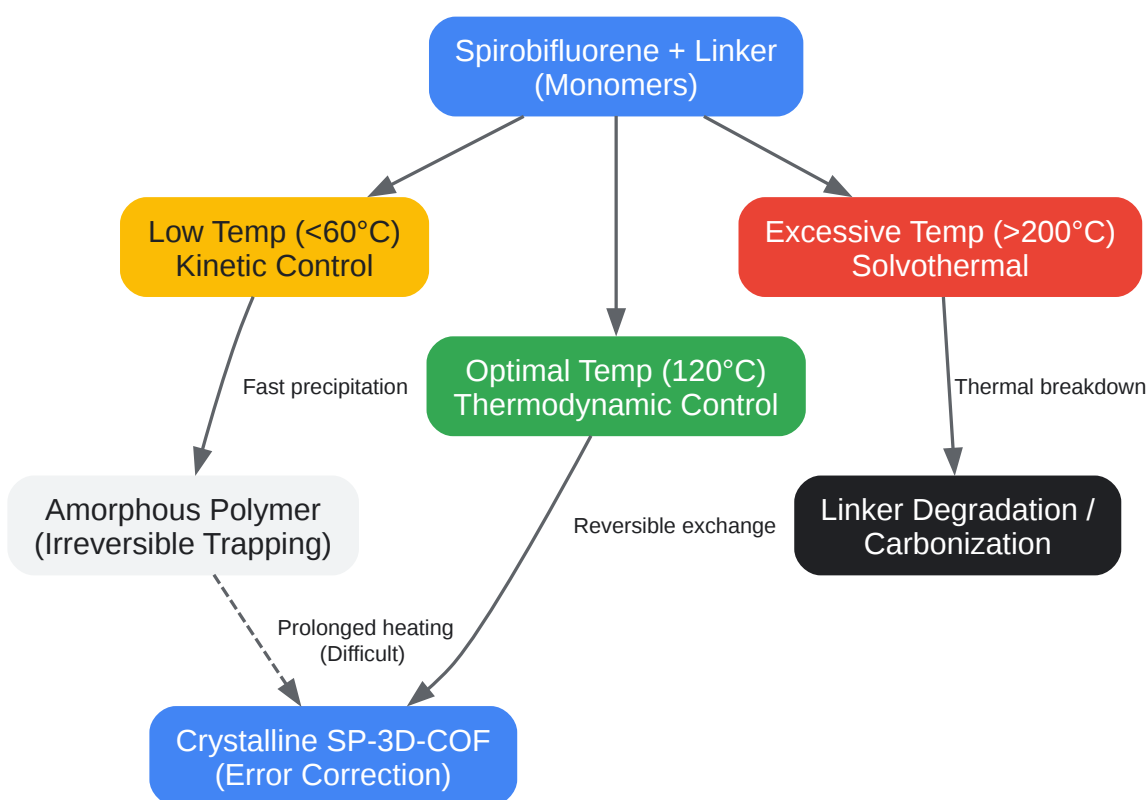 Spirobifluorene + Linker
(Monomers)
Low Temp (<60°C)
Kinetic Control
Excessive Temp (>200°C)
Solvothermal
Optimal Temp (120°C)
Thermodynamic Control
Fast precipitation
Thermal breakdown
Amorphous Polymer
(Irreversible Trapping)
Reversible exchange
Linker Degradation /
Carbonization
Prolonged heating
(Difficult)
Crystalline SP-3D-COF
(Error Correction)